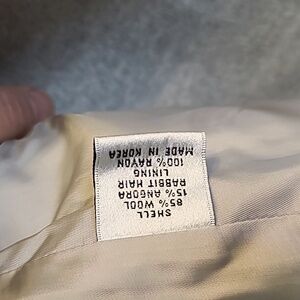 SHELL
85% WOOL
15% ANGORA
RABBIT HAIR
LINING
100% RAYON
MADE IN KOREA